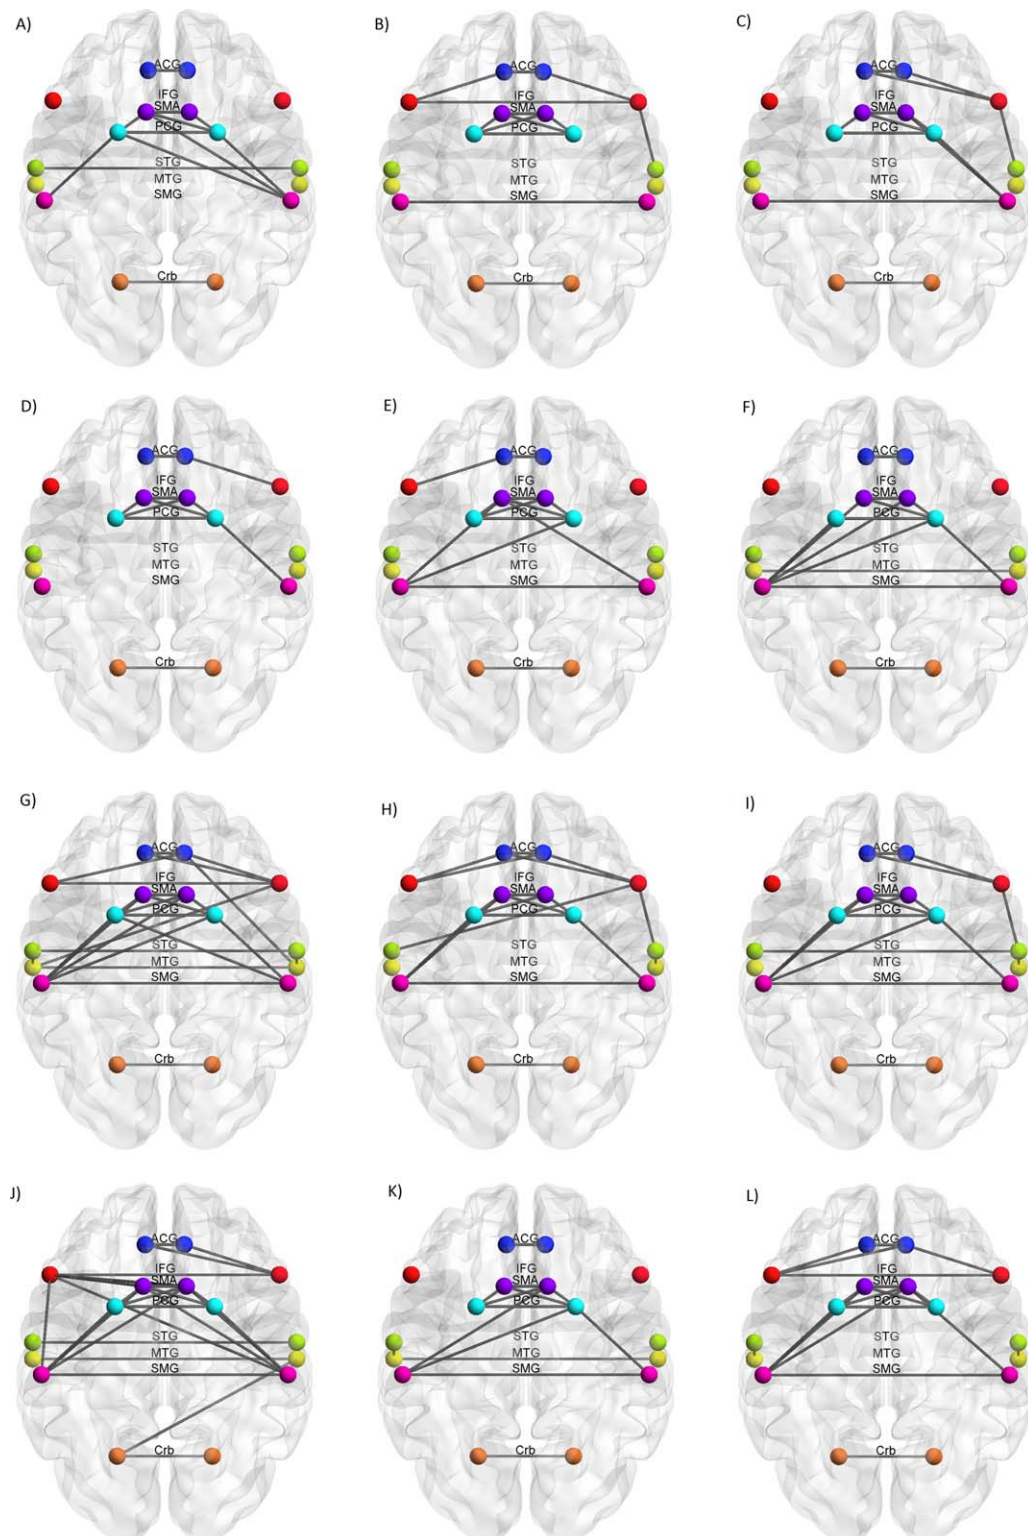 A)
ACG
IFG
SMA
PCG
STG
MTG
SMG
Crb
B)
ACG
IFG
SMA
PCG
STG
MTG
SMG
Crb
C)
ACG
IFG
SMA
PCG
STG
MTG
SMG
Crb
D)
ACG
IFG
SMA
PCG
STG
MTG
SMG
Crb
E)
ACG
IFG
SMA
PCG
STG
MTG
SMG
Crb
F)
ACG
IFG
SMA
PCG
STG
MTG
SMG
Crb
G)
ACG
IFG
SMA
PCG
STG
MTG
SMG
Crb
H)
ACG
IFG
SMA
PCG
STG
MTG
SMG
Crb
I)
ACG
IFG
SMA
PCG
STG
MTG
SMG
Crb
J)
ACG
IFG
SMA
PCG
STG
MTG
SMG
Crb
K)
ACG
IFG
SMA
PCG
STG
MTG
SMG
Crb
L)
ACG
IFG
SMA
PCG
STG
MTG
SMG
Crb